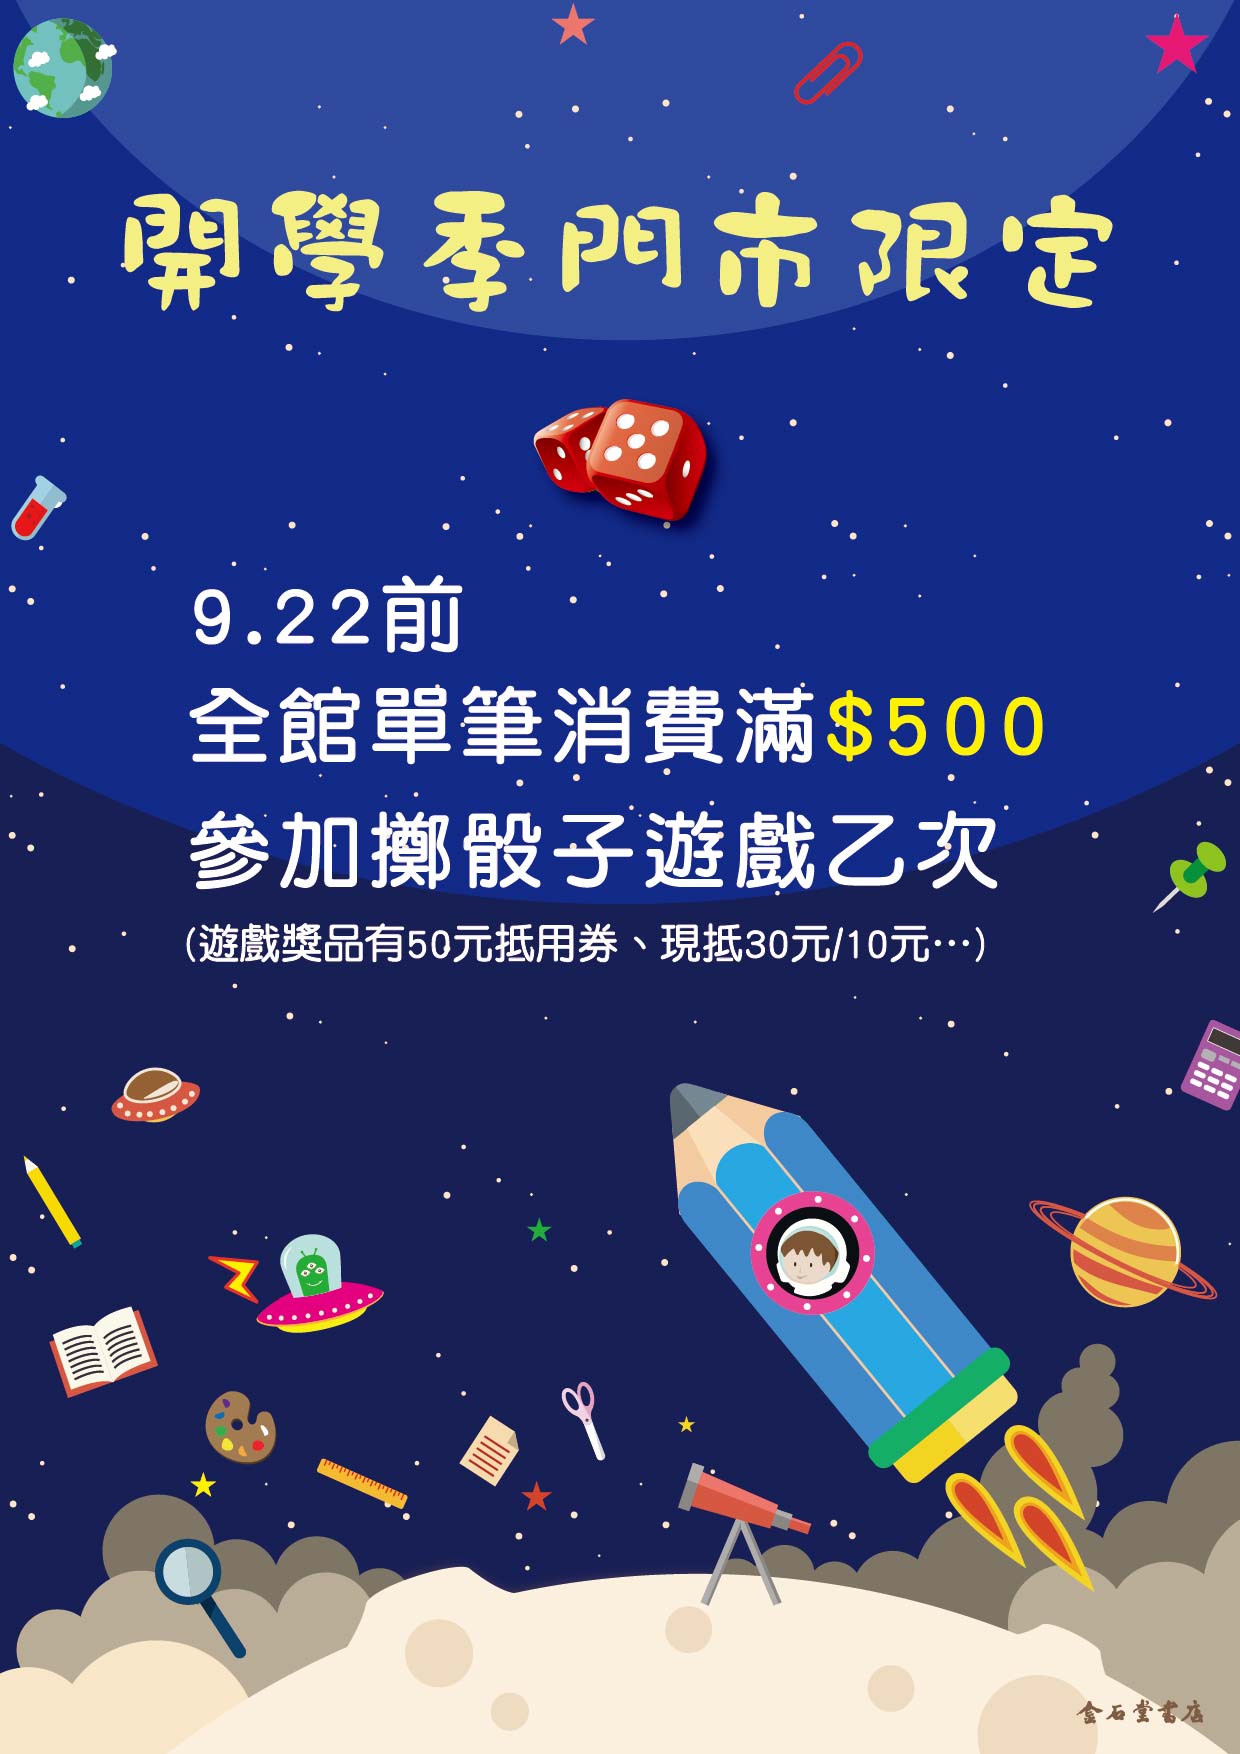 開學季門市限定
9.22前
全館單筆消費滿$500
參加擲骰子遊戲乙次
(遊戲獎品有50元抵用券、現抵30元/10元…)
金石堂書店